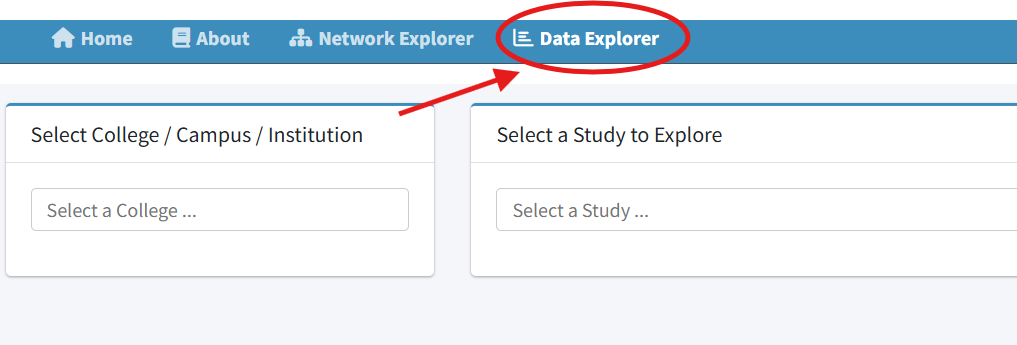 Home About Network Explorer Data Explorer
Select College / Campus / Institution
Select a College ...
Select a Study to Explore
Select a Study ...